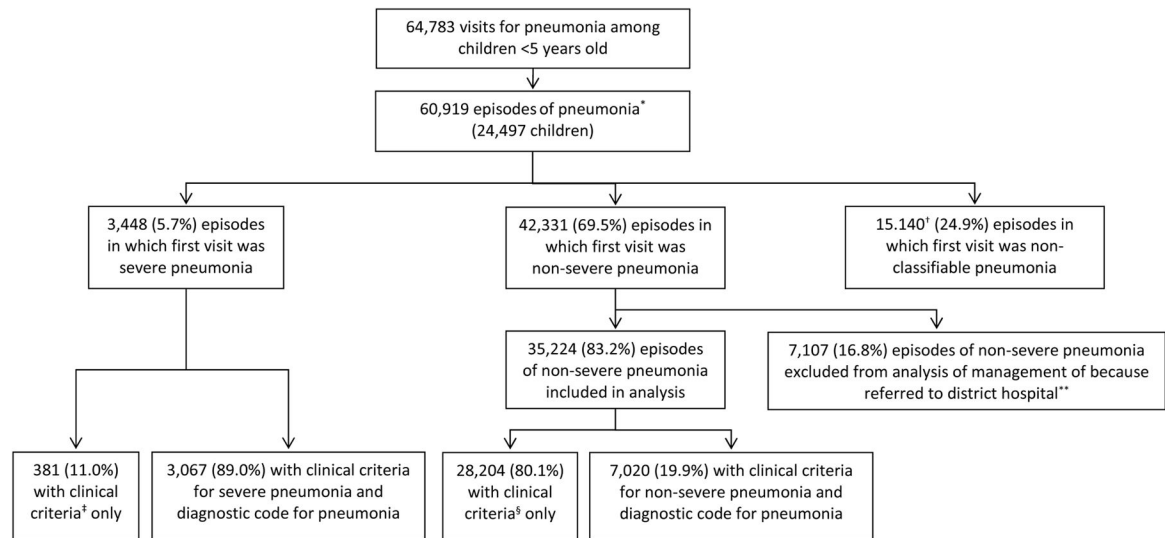 64,783 visits for pneumonia among
children <5 years old
60,919 episodes of pneumonia*
(24,497 children)
3,448 (5.7%) episodes
in which first visit was
severe pneumonia
42,331 (69.5%) episodes in
which first visit was
non-severe pneumonia
15.140† (24.9%) episodes in
which first visit was non-
classifiable pneumonia
35,224 (83.2%) episodes
of non-severe pneumonia
included in analysis
7,107 (16.8%) episodes of non-severe pneumonia
excluded from analysis of management of because
referred to district hospital**
381 (11.0%)
with clinical
criteria‡ only
3,067 (89.0%) with clinical criteria
for severe pneumonia and
diagnostic code for pneumonia
28,204 (80.1%)
with clinical
criteria§ only
7,020 (19.9%) with clinical criteria
for non-severe pneumonia and
diagnostic code for pneumonia